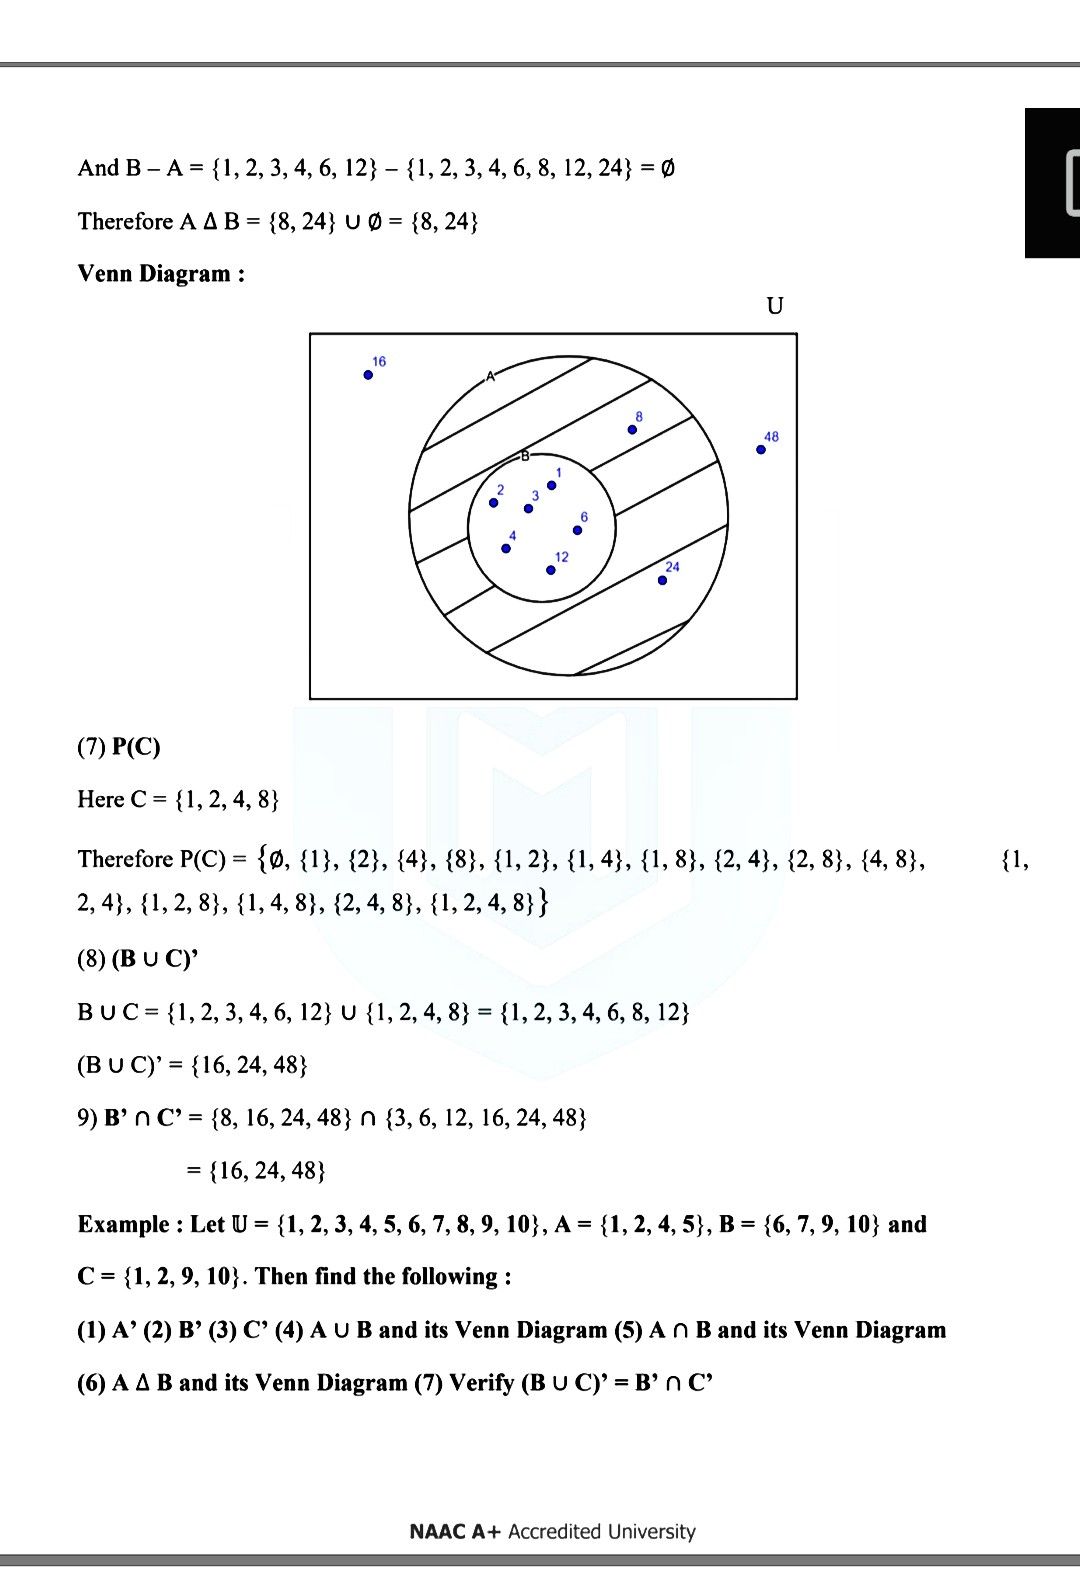 And B – A = {1, 2, 3, 4, 6, 12} – {1, 2, 3, 4, 6, 8, 12, 24} = ∅
Therefore A Δ B = {8, 24} ∪ ∅ = {8, 24}
Venn Diagram :
U
16
A
8
48
B
1
2
3
6
4
12
24
(7) P(C)
Here C = {1, 2, 4, 8}
Therefore P(C) = {∅, {1}, {2}, {4}, {8}, {1, 2}, {1, 4}, {1, 8}, {2, 4}, {2, 8}, {4, 8}, {1,
2, 4}, {1, 2, 8}, {1, 4, 8}, {2, 4, 8}, {1, 2, 4, 8}}
(8) (B ∪ C)’
B ∪ C = {1, 2, 3, 4, 6, 12} ∪ {1, 2, 4, 8} = {1, 2, 3, 4, 6, 8, 12}
(B ∪ C)’ = {16, 24, 48}
9) B’ ∩ C’ = {8, 16, 24, 48} ∩ {3, 6, 12, 16, 24, 48}
= {16, 24, 48}
Example : Let 𝕌 = {1, 2, 3, 4, 5, 6, 7, 8, 9, 10}, A = {1, 2, 4, 5}, B = {6, 7, 9, 10} and
C = {1, 2, 9, 10}. Then find the following :
(1) A’ (2) B’ (3) C’ (4) A ∪ B and its Venn Diagram (5) A ∩ B and its Venn Diagram
(6) A Δ B and its Venn Diagram (7) Verify (B ∪ C)’ = B’ ∩ C’
NAAC A+ Accredited University